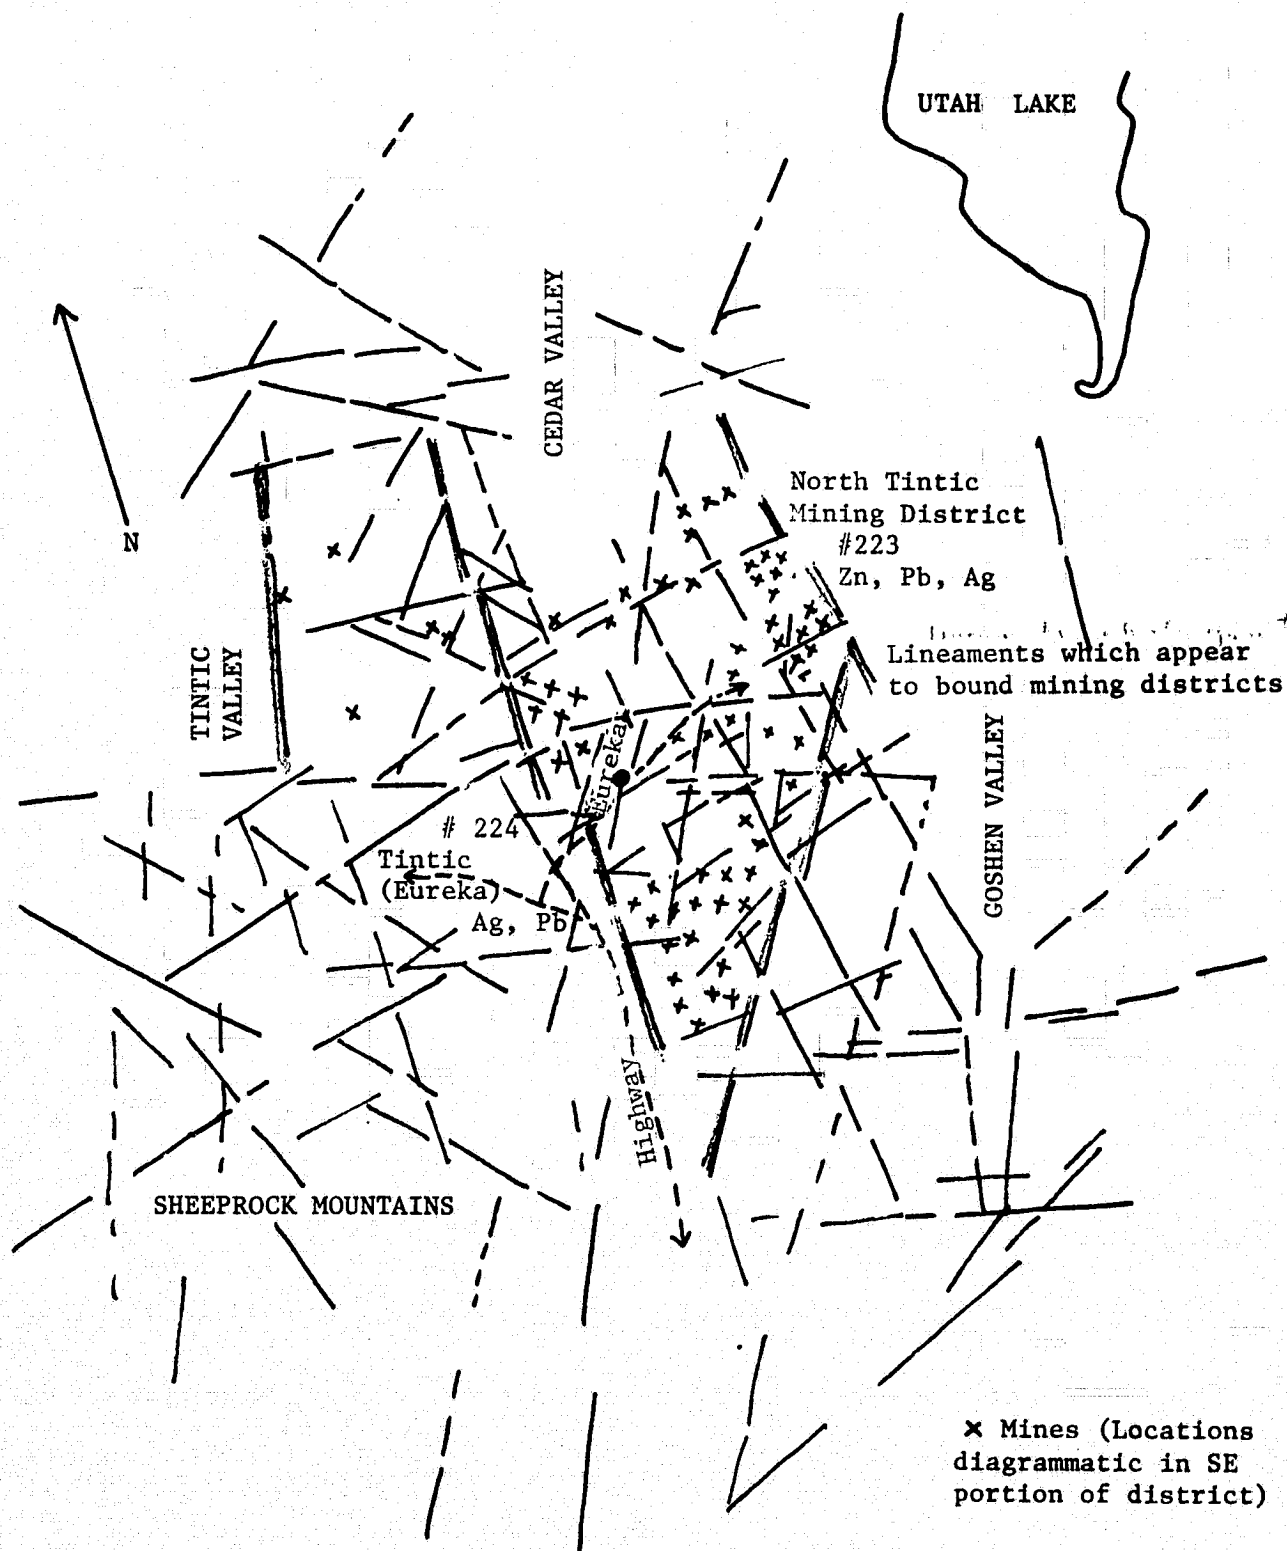 UTAH LAKE
CEDAR VALLEY
N
North Tintic
Mining District
#223
Zn, Pb, Ag
TINTIC
VALLEY
Lineaments which appear
to bound mining districts
Eureka
GOSHEN VALLEY
# 224
Tintic
(Eureka)
Ag, Pb
Highway
SHEEPROCK MOUNTAINS
x Mines (Locations
diagrammatic in SE
portion of district)